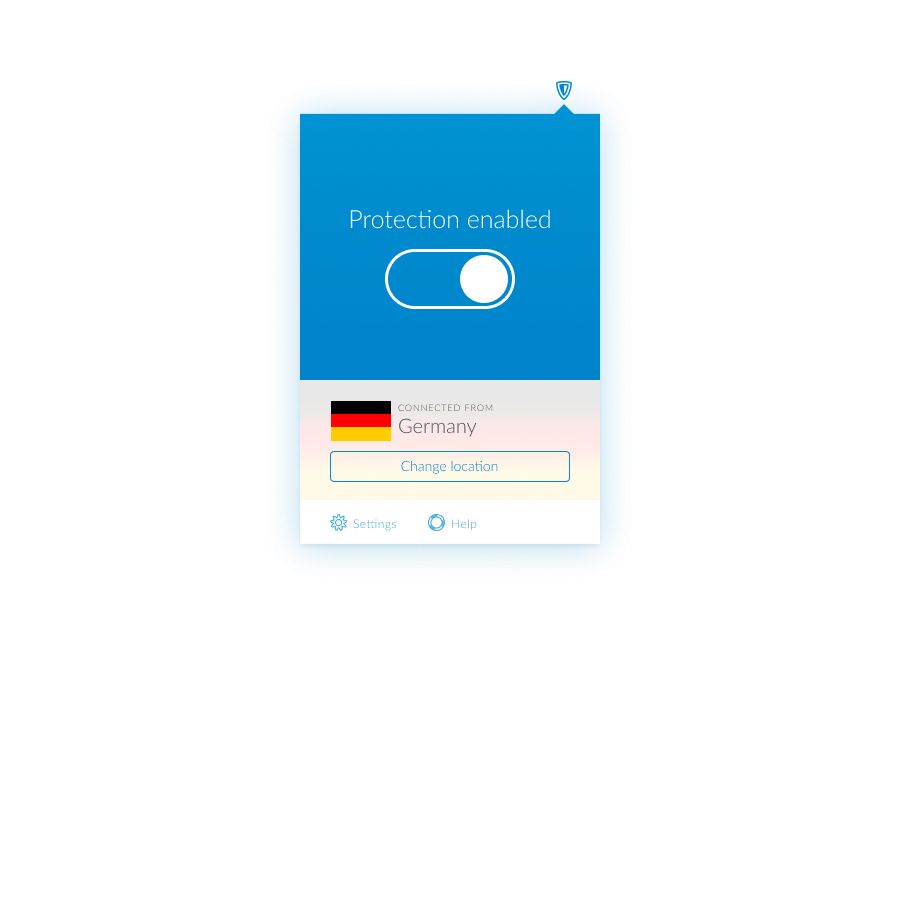 Protection enabled
CONNECTED FROM
Germany
Change location
Settings
Help